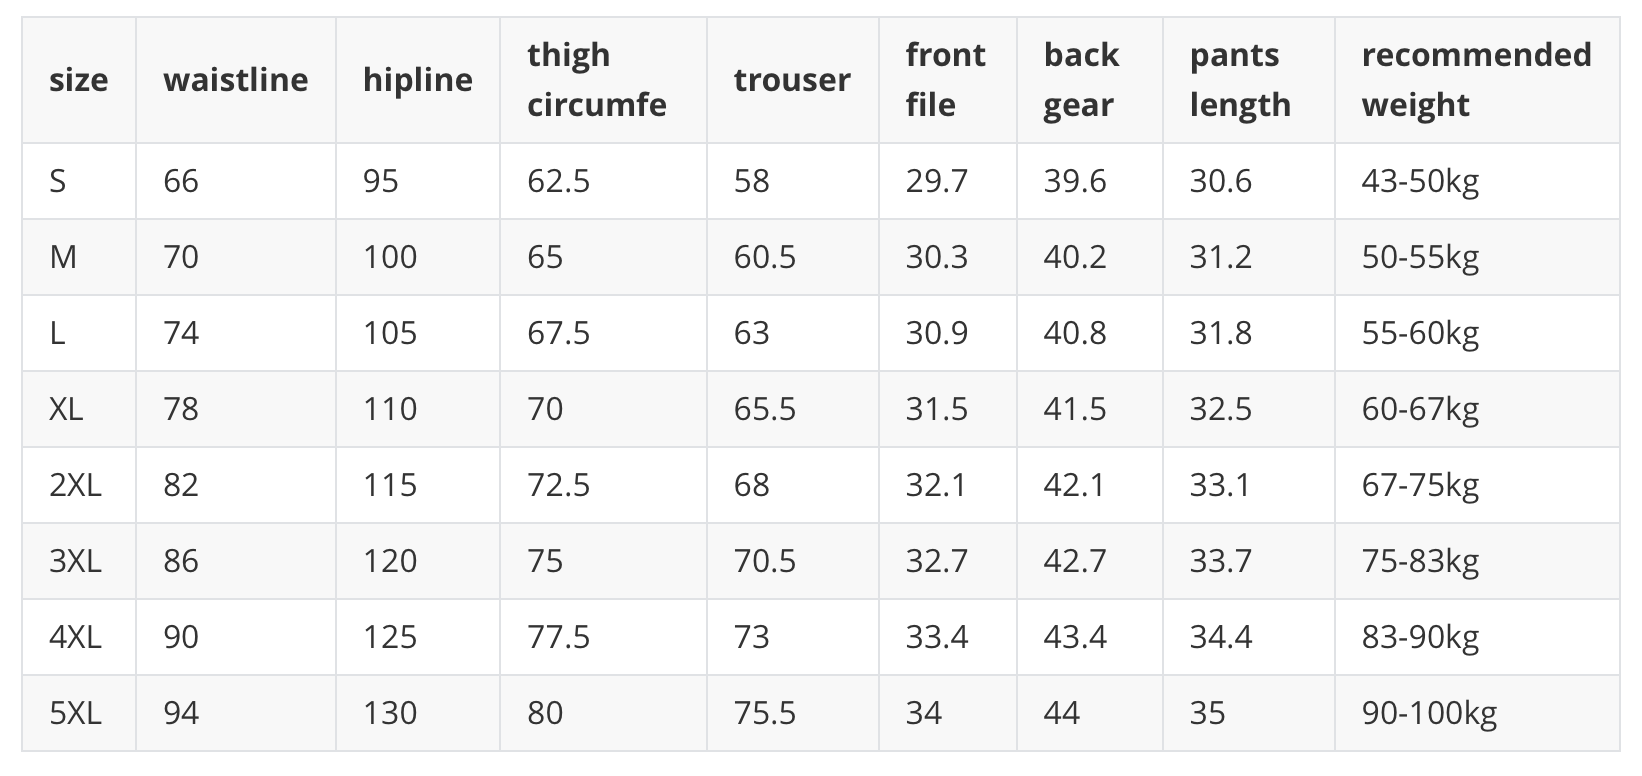 size waistline hipline thigh circumfe trouser front file back gear pants length recommended weight
S 66 95 62.5 58 29.7 39.6 30.6 43-50kg
M 70 100 65 60.5 30.3 40.2 31.2 50-55kg
L 74 105 67.5 63 30.9 40.8 31.8 55-60kg
XL 78 110 70 65.5 31.5 41.5 32.5 60-67kg
2XL 82 115 72.5 68 32.1 42.1 33.1 67-75kg
3XL 86 120 75 70.5 32.7 42.7 33.7 75-83kg
4XL 90 125 77.5 73 33.4 43.4 34.4 83-90kg
5XL 94 130 80 75.5 34 44 35 90-100kg